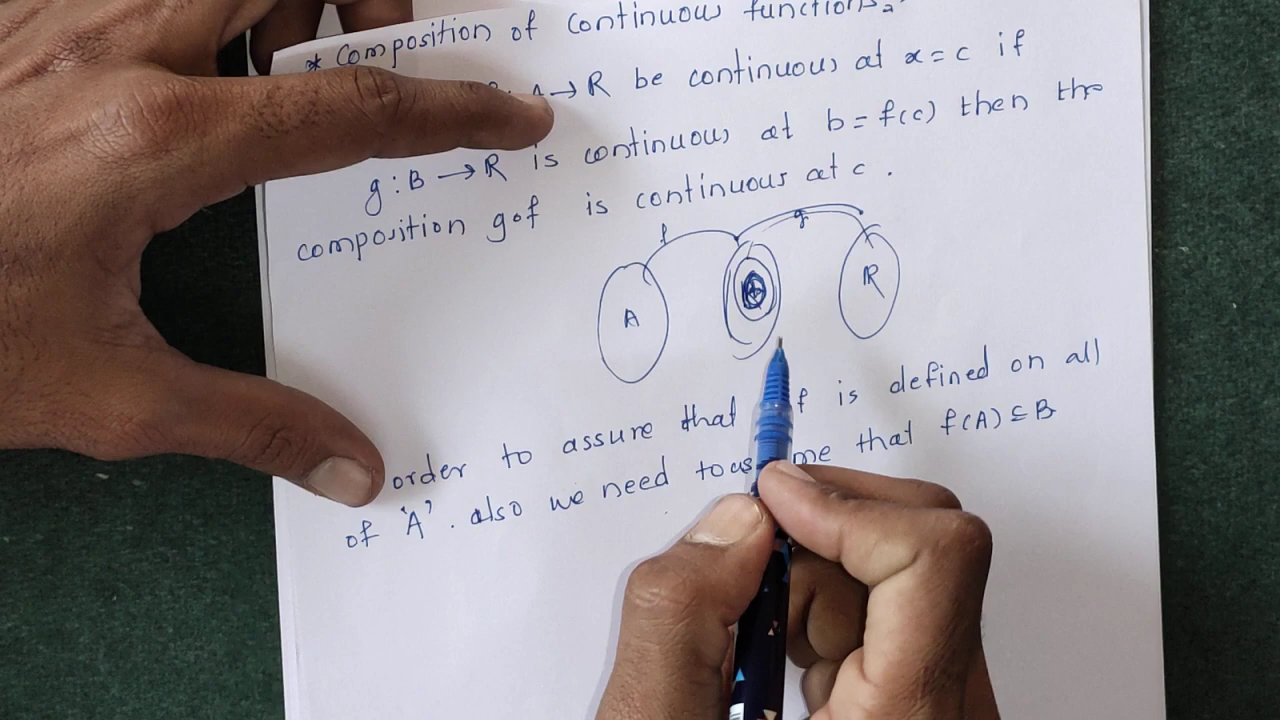 * Composition of continuous functions:-
A → R be continuous at x = c if
g : B → R is continuous at b = f(c) then the
composition gof is continuous at c .
f g
A R
order to assure that f is defined on all
of 'A' . also we need to me that f(A) ⊆ B